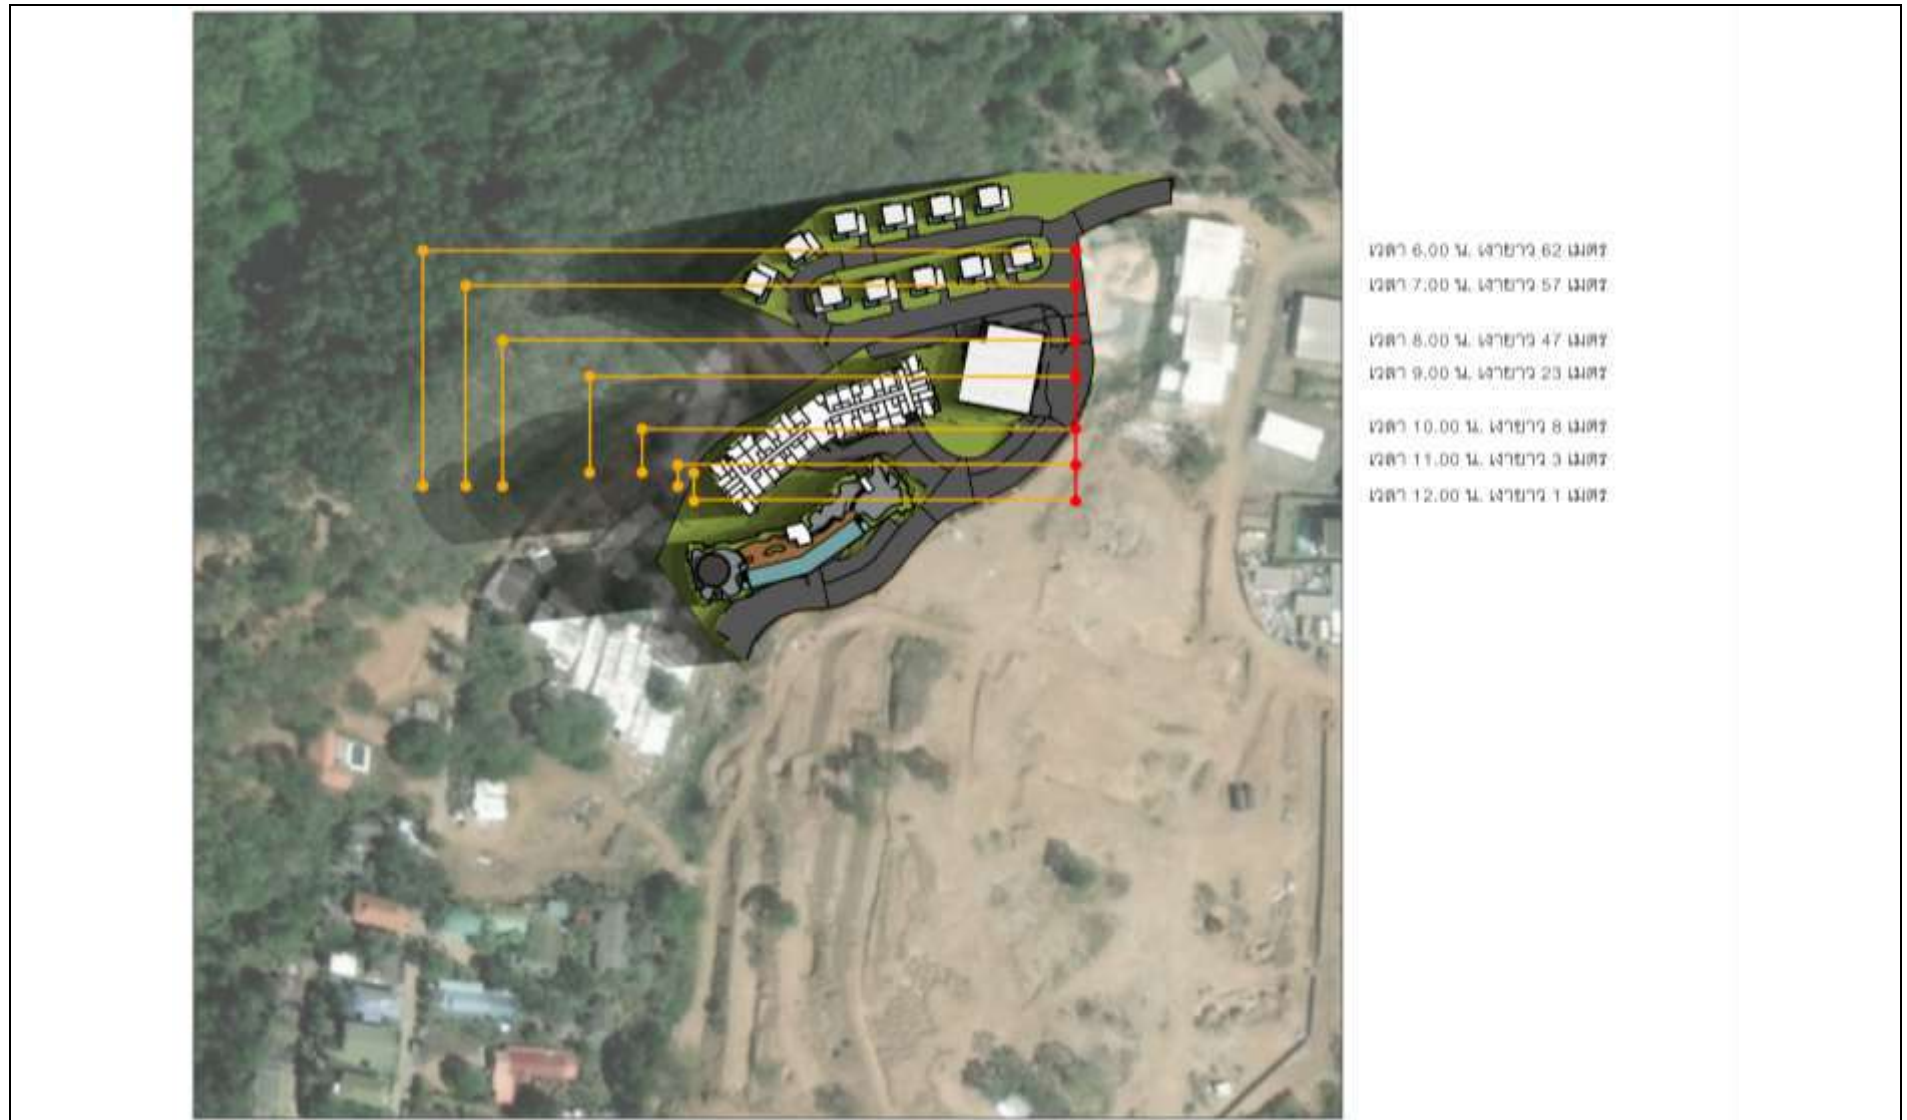 เวลา 6.00 น. เงายาว 62 เมตร
เวลา 7.00 น. เงายาว 57 เมตร
เวลา 8.00 น. เงายาว 47 เมตร
เวลา 9.00 น. เงายาว 23 เมตร
เวลา 10.00 น. เงายาว 8 เมตร
เวลา 11.00 น. เงายาว 3 เมตร
เวลา 12.00 น. เงายาว 1 เมตร